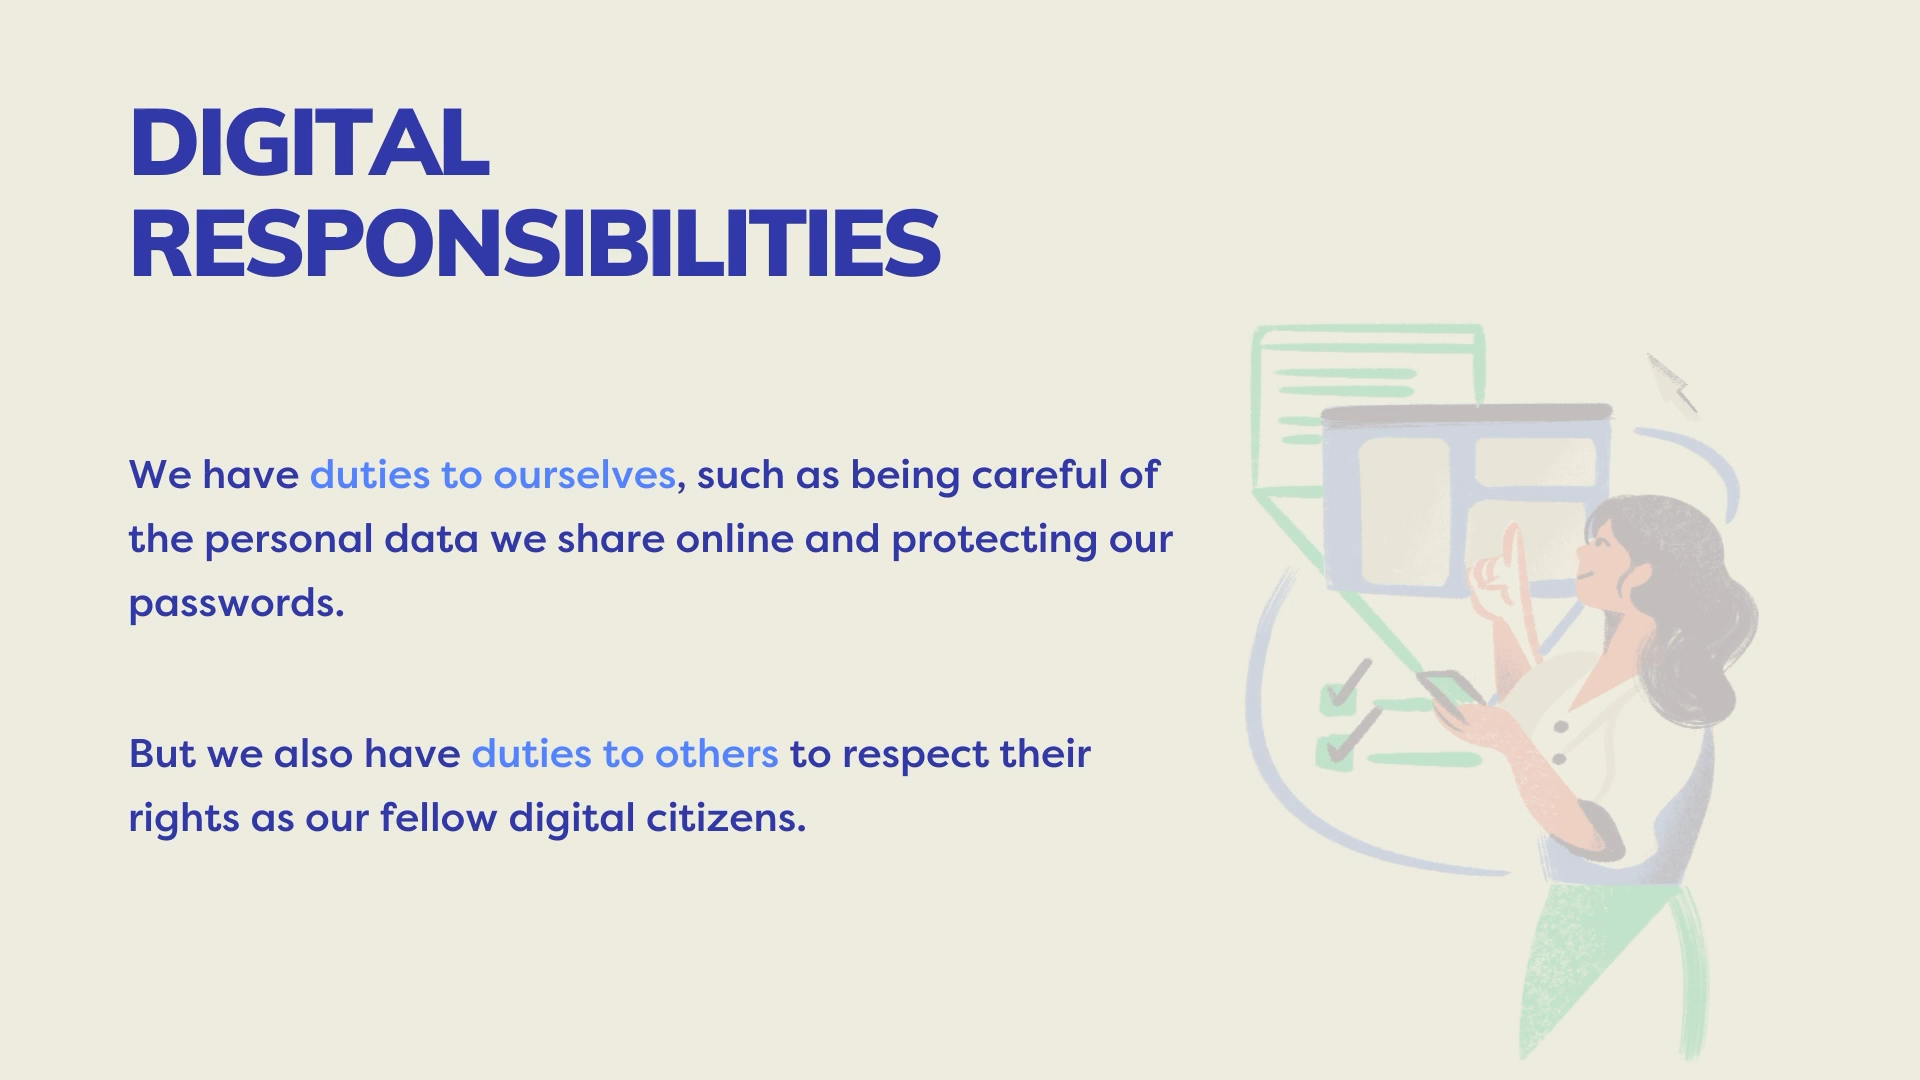 DIGITAL
RESPONSIBILITIES
We have duties to ourselves, such as being careful of
the personal data we share online and protecting our
passwords.
But we also have duties to others to respect their
rights as our fellow digital citizens.